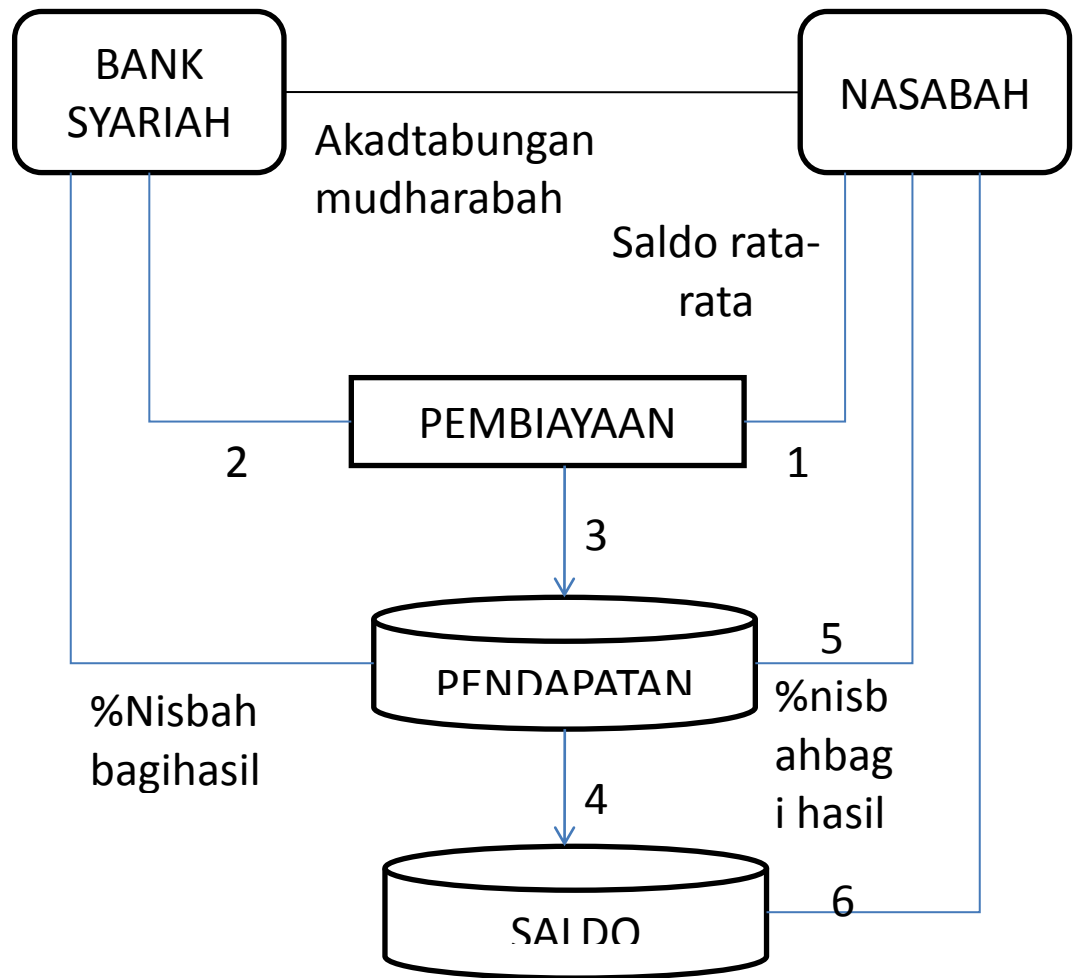 BANK
SYARIAH
NASABAH
Akadtabungan
mudharabah
Saldo rata-
rata
PEMBIAYAAN
2
1
3
PENDAPATAN
5
%Nisbah
bagihasil
%nisb
ahbag
i hasil
4
SALDO
6